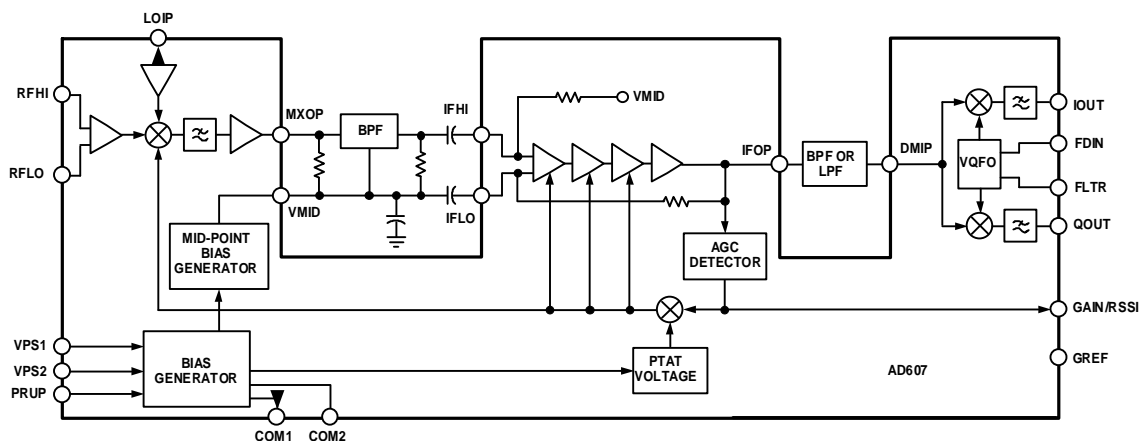 LOIP
RFHI
RFLO
MXOP
BPF
IFHI
VMID
VMID
IFLO
MID-POINT
BIAS
GENERATOR
IFOP
BPF OR
LPF
DMIP
VQFO
IOUT
FDIN
FLTR
QOUT
AGC
DETECTOR
GAIN/RSSI
VPS1
VPS2
PRUP
BIAS
GENERATOR
PTAT
VOLTAGE
GREF
AD607
COM1
COM2